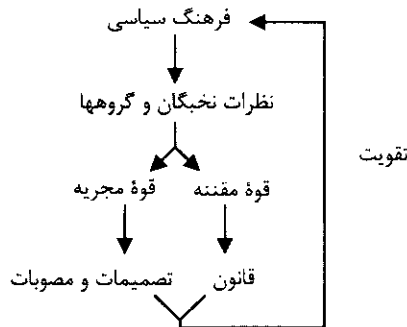 فرهنگ سیاسی
نظرات نخبگان و گروهها
تقویت
قوهٔ مقننه
قوهٔ مجریه
قانون
تصمیمات و مصوبات